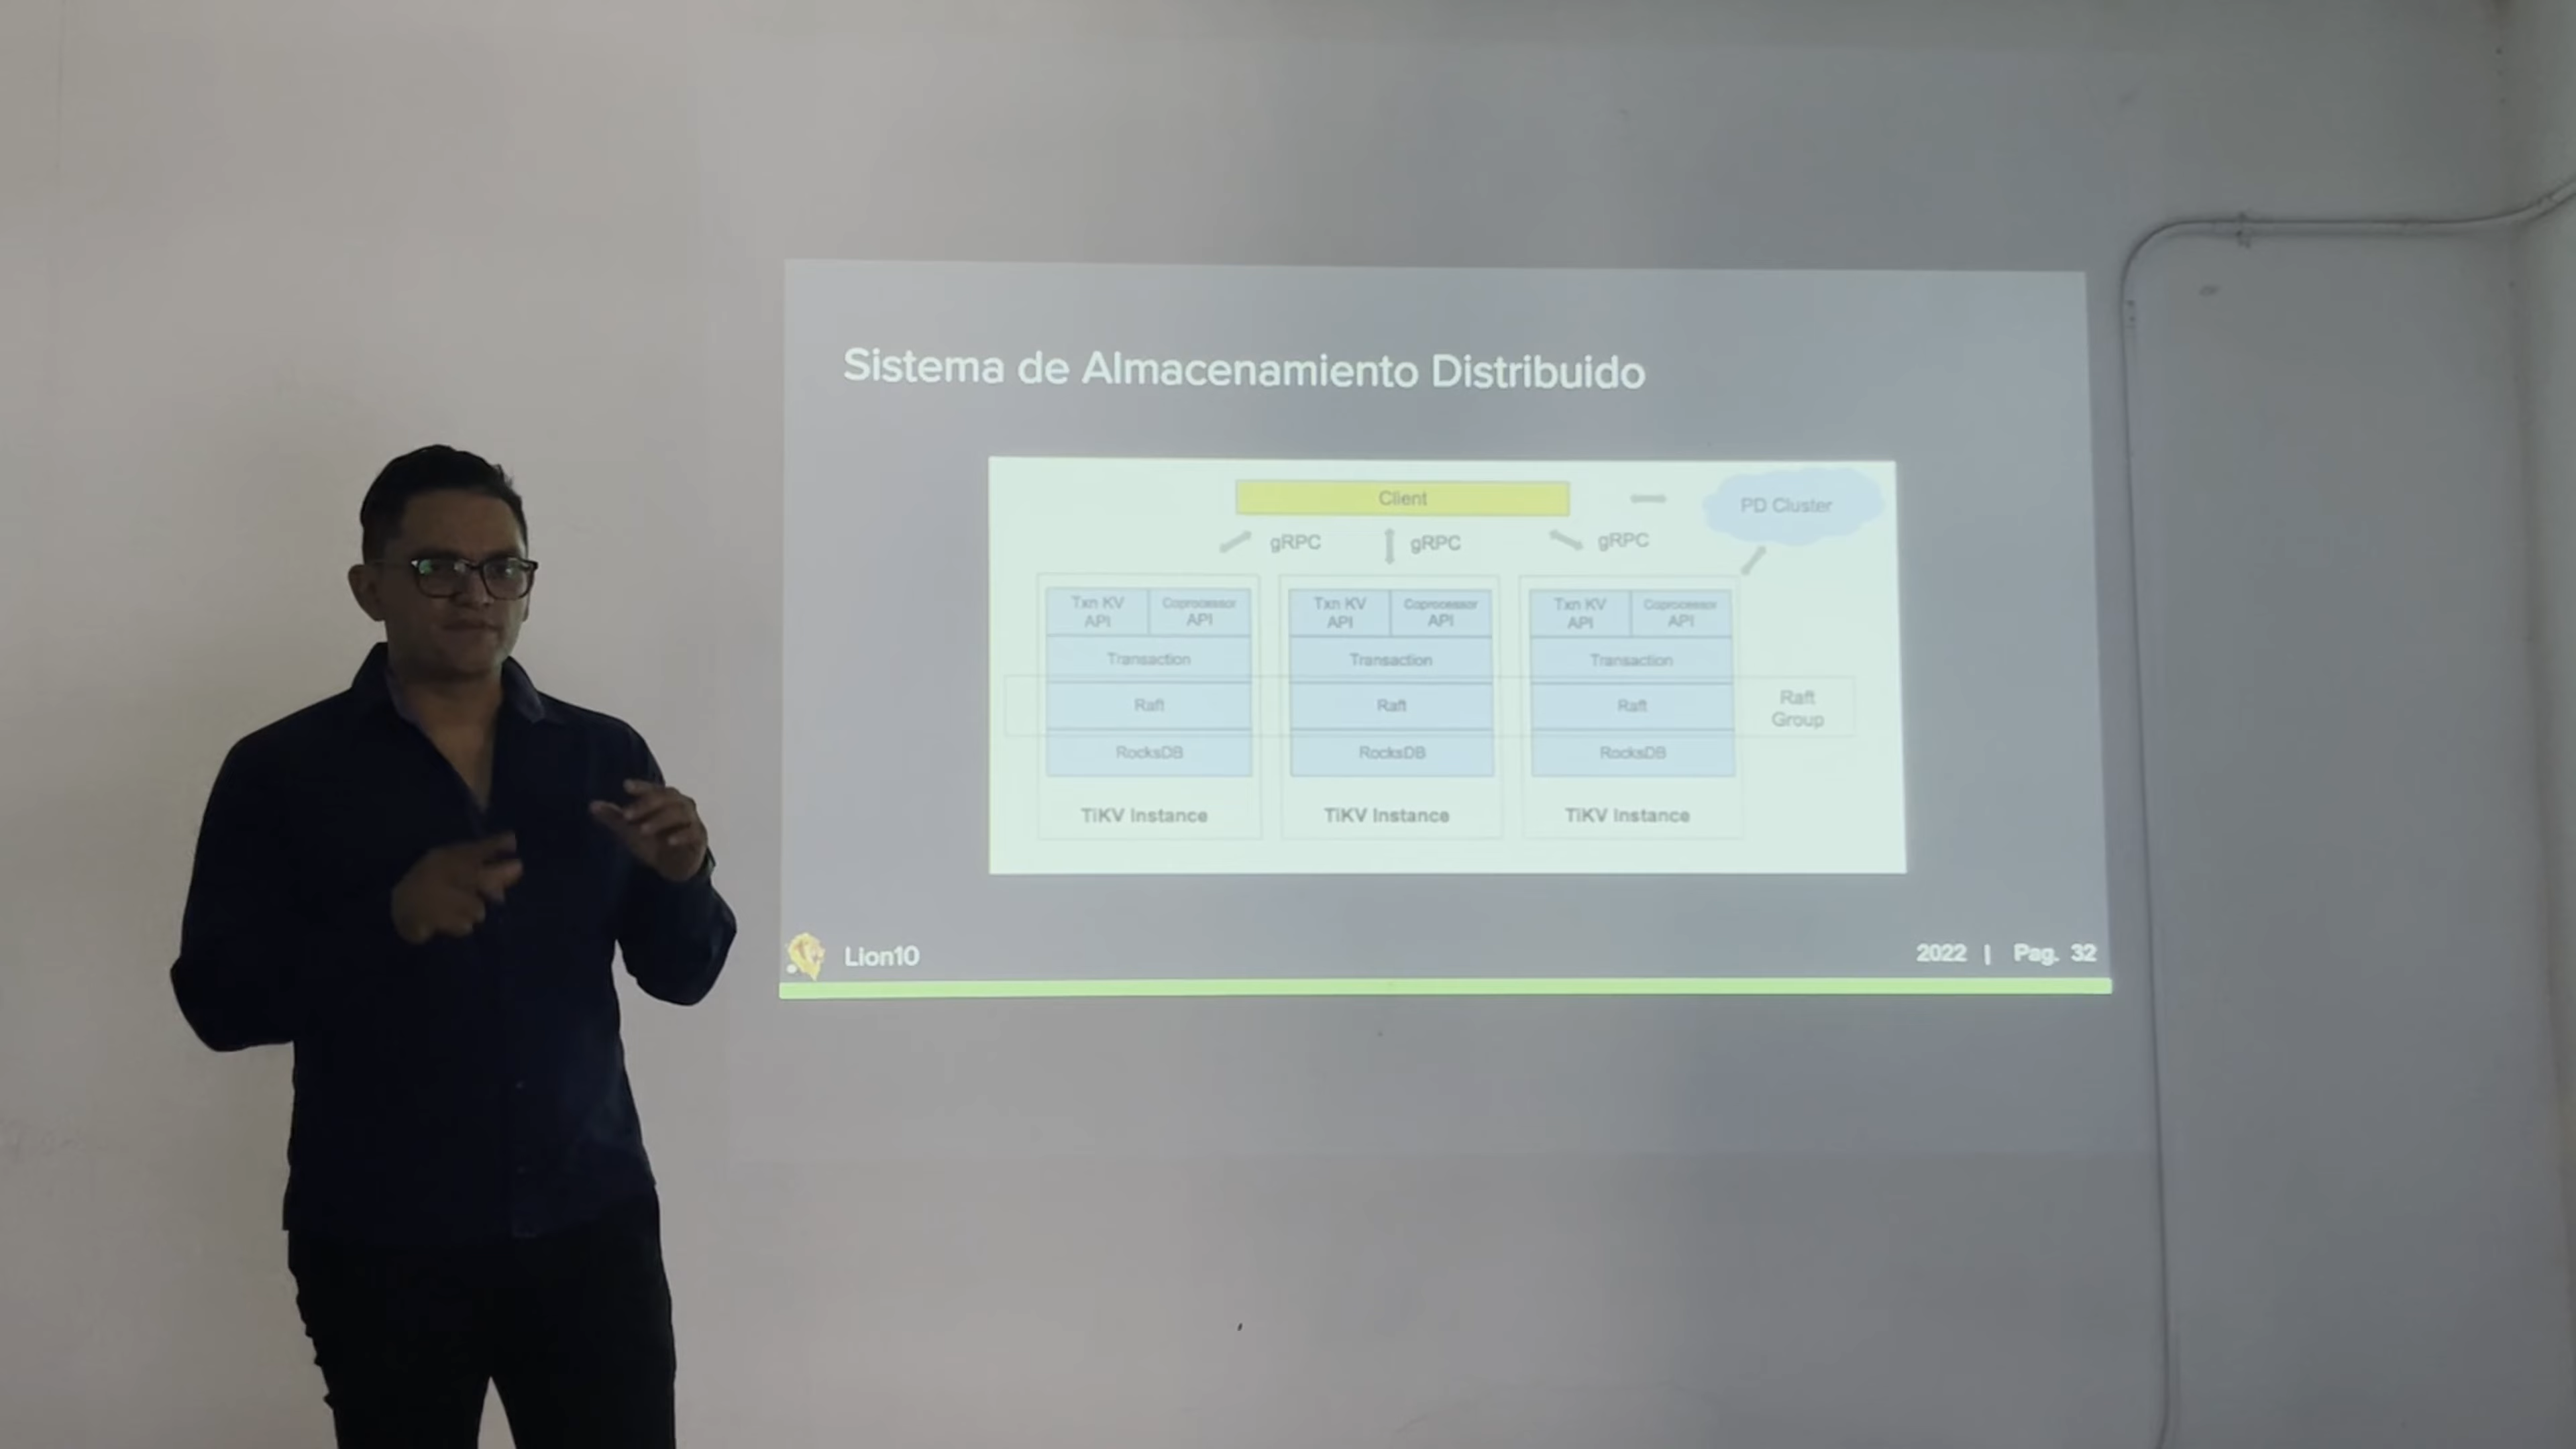 Sistema de Almacenamiento Distribuido
Client
PD Cluster
gRPC gRPC gRPC
Txn KV API Coprocessor API Txn KV API Coprocessor API Txn KV API Coprocessor API
Transaction Transaction Transaction
Raft Raft Raft Raft Group
RocksDB RocksDB RocksDB
TiKV Instance TiKV Instance TiKV Instance
Lion10 2022 | Pag. 32